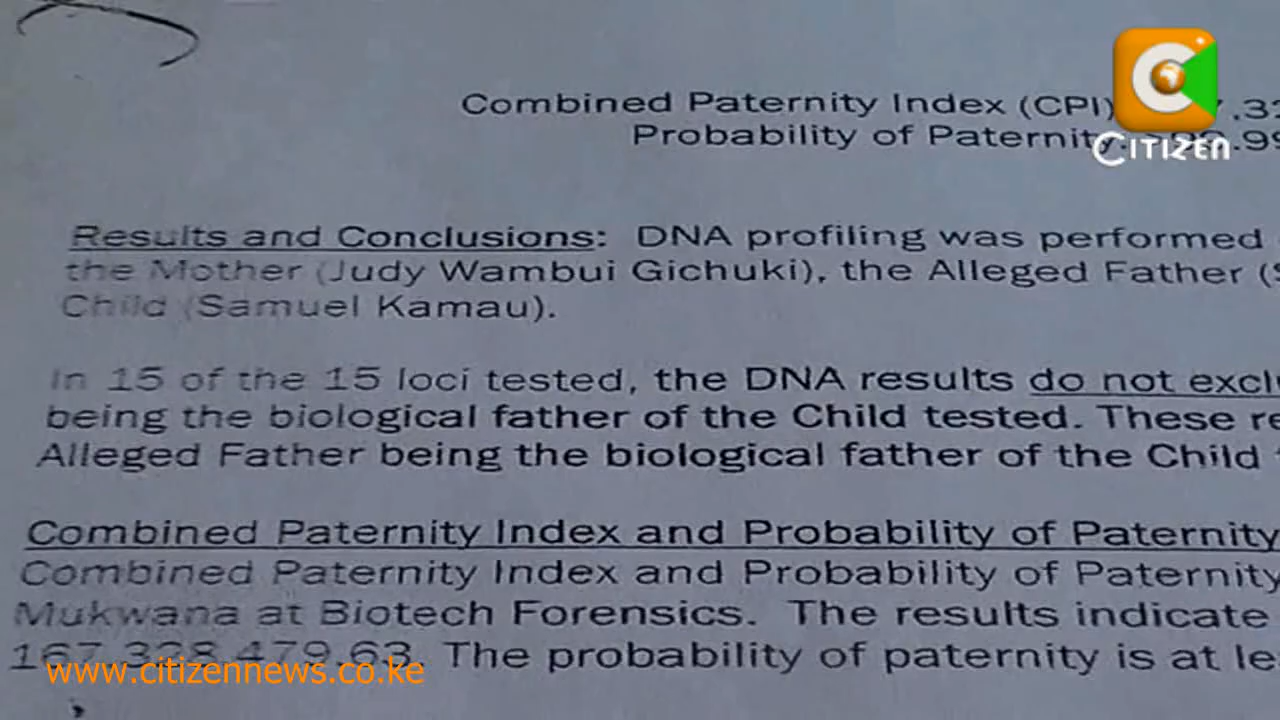 Combined Paternity Index (CPI)
Probability of Paternity:
CITIZEN
Results and Conclusions: DNA profiling was performed
the Mother (Judy Wambui Gichuki), the Alleged Father (
Child (Samuel Kamau).
In 15 of the 15 loci tested, the DNA results do not
being the biological father of the Child tested. These
Alleged Father being the biological father of the Child
Combined Paternity Index and Probability of Paternity
Combined Paternity Index and Probability of Paternity
Mukwana at Biotech Forensics. The results indicate
The probability of paternity is at
www.citizennews.co.ke